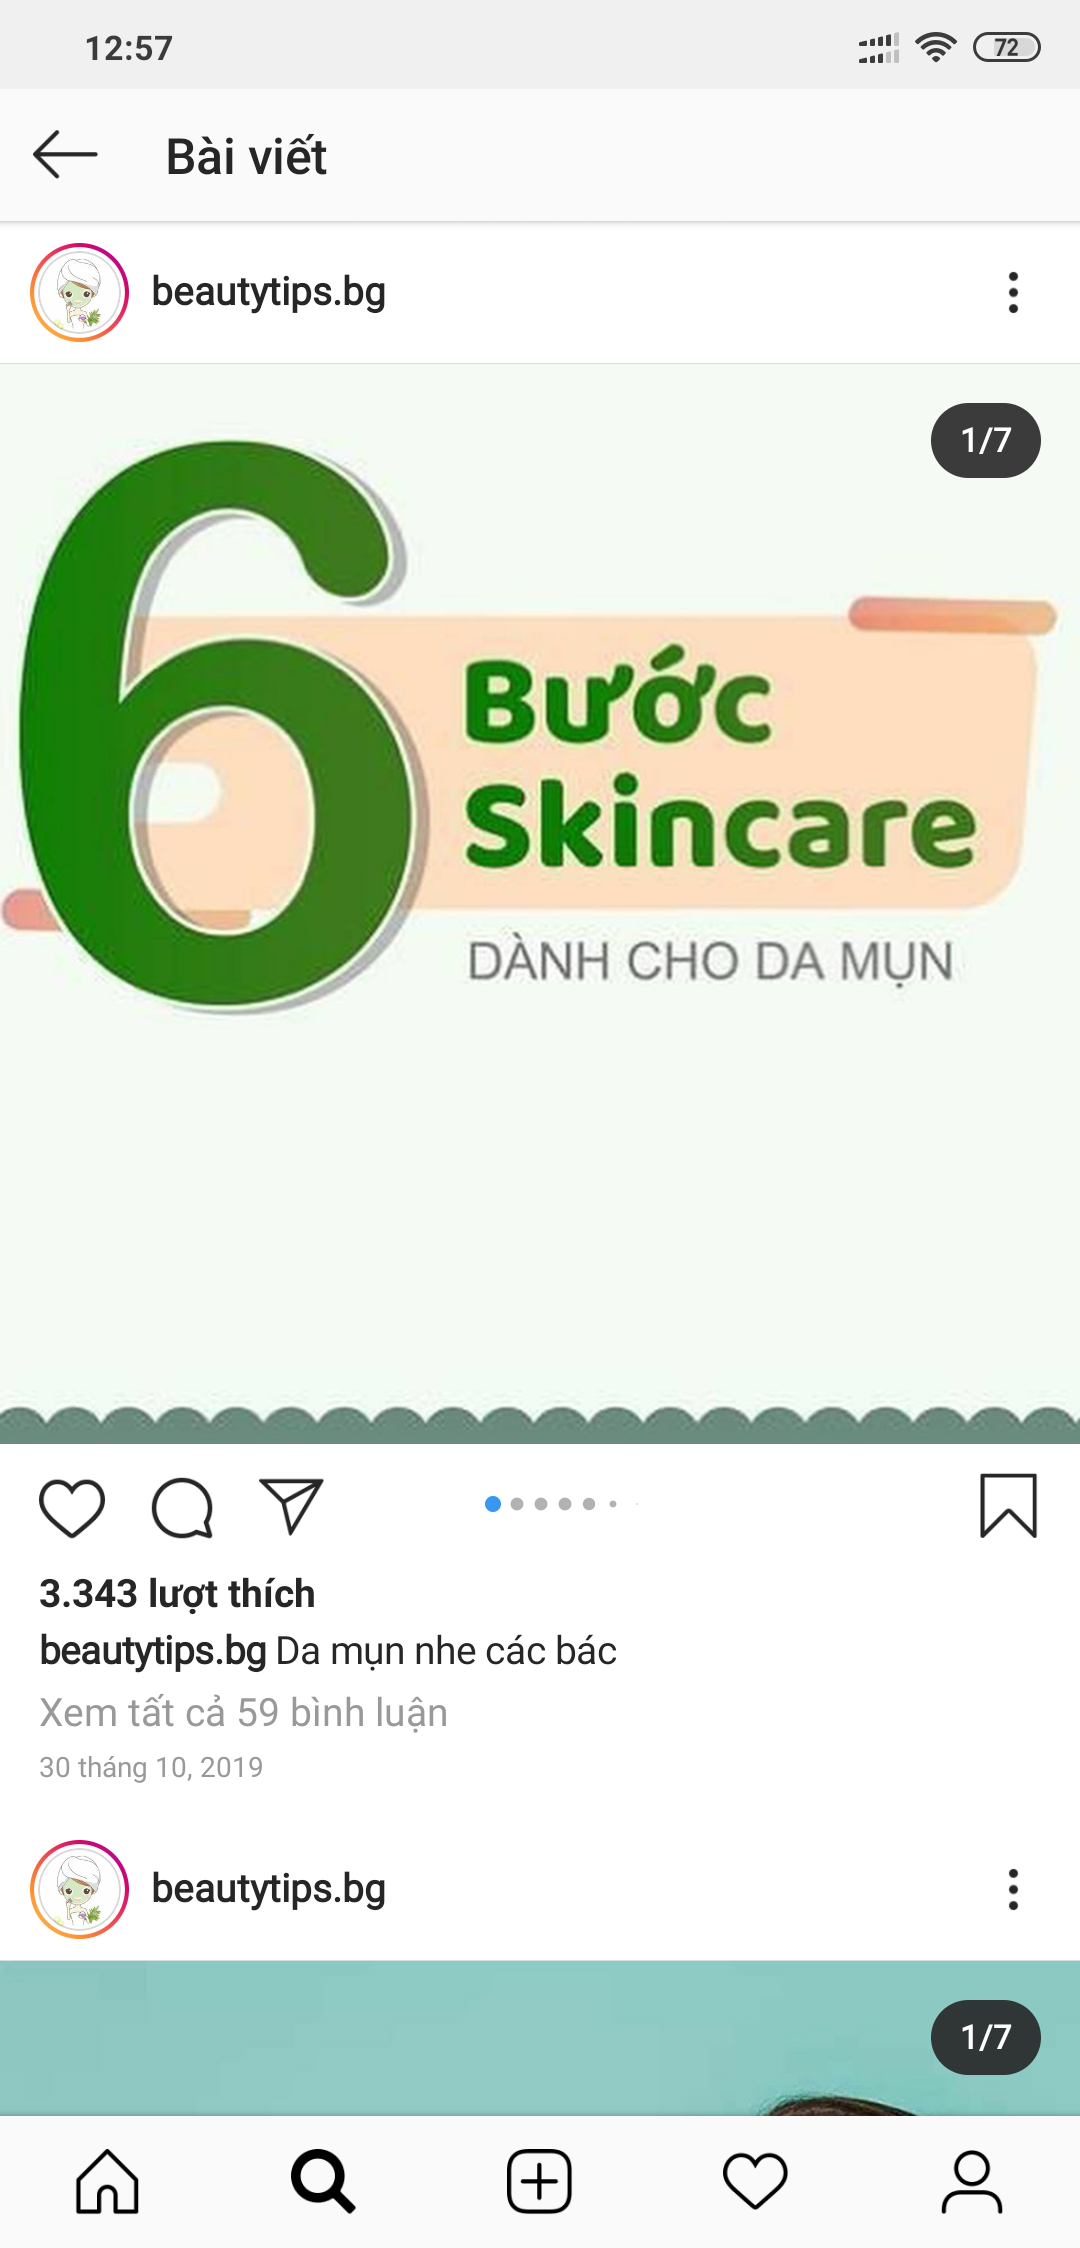 12:57
72
Bài viết
beautytips.bg
1/7
6
Bước
Skincare
DÀNH CHO DA MỤN
3.343 lượt thích
beautytips.bg Da mụn nhe các bác
Xem tất cả 59 bình luận
30 tháng 10, 2019
beautytips.bg
1/7